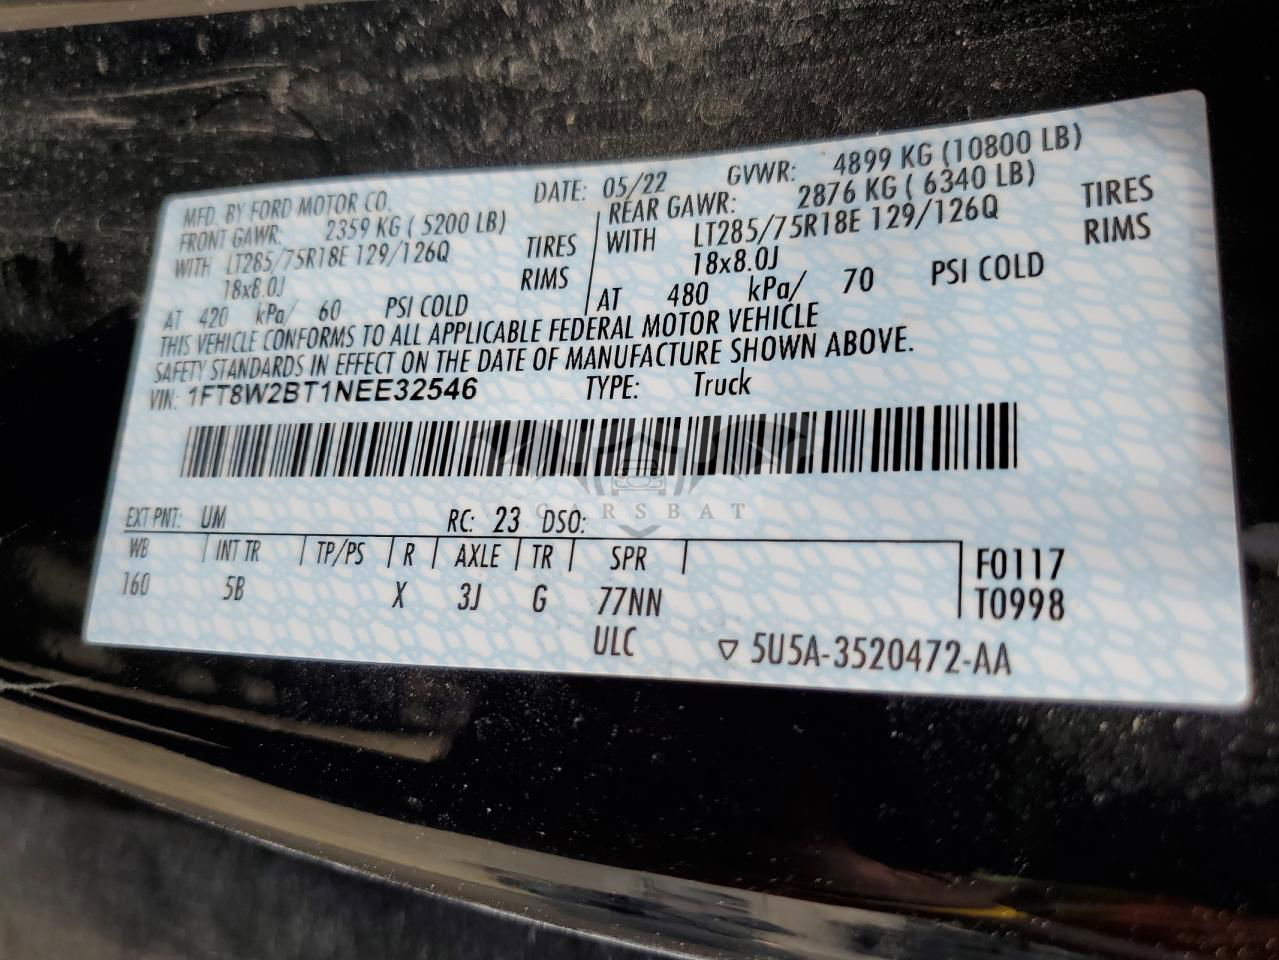 MFD. BY FORD MOTOR CO. DATE: 05/22 GVWR: 4899 KG (10800 LB)
FRONT GAWR: 2359 KG ( 5200 LB) REAR GAWR: 2876 KG ( 6340 LB)
WITH LT285/75R18E 129/126Q TIRES WITH LT285/75R18E 129/126Q TIRES
18x8.0J RIMS 18x8.0J RIMS
AT 420 kPa/ 60 PSI COLD AT 480 kPa/ 70 PSI COLD
THIS VEHICLE CONFORMS TO ALL APPLICABLE FEDERAL MOTOR VEHICLE
SAFETY STANDARDS IN EFFECT ON THE DATE OF MANUFACTURE SHOWN ABOVE.
VIN: 1FT8W2BT1NEE32546 TYPE: Truck
CARSBAT
EXT PNT: UM RC: 23 DSO:
WB INT TR TP/PS R AXLE TR SPR F0117
160 5B X 3J G 77NN T0998
ULC ▽ 5U5A-3520472-AA